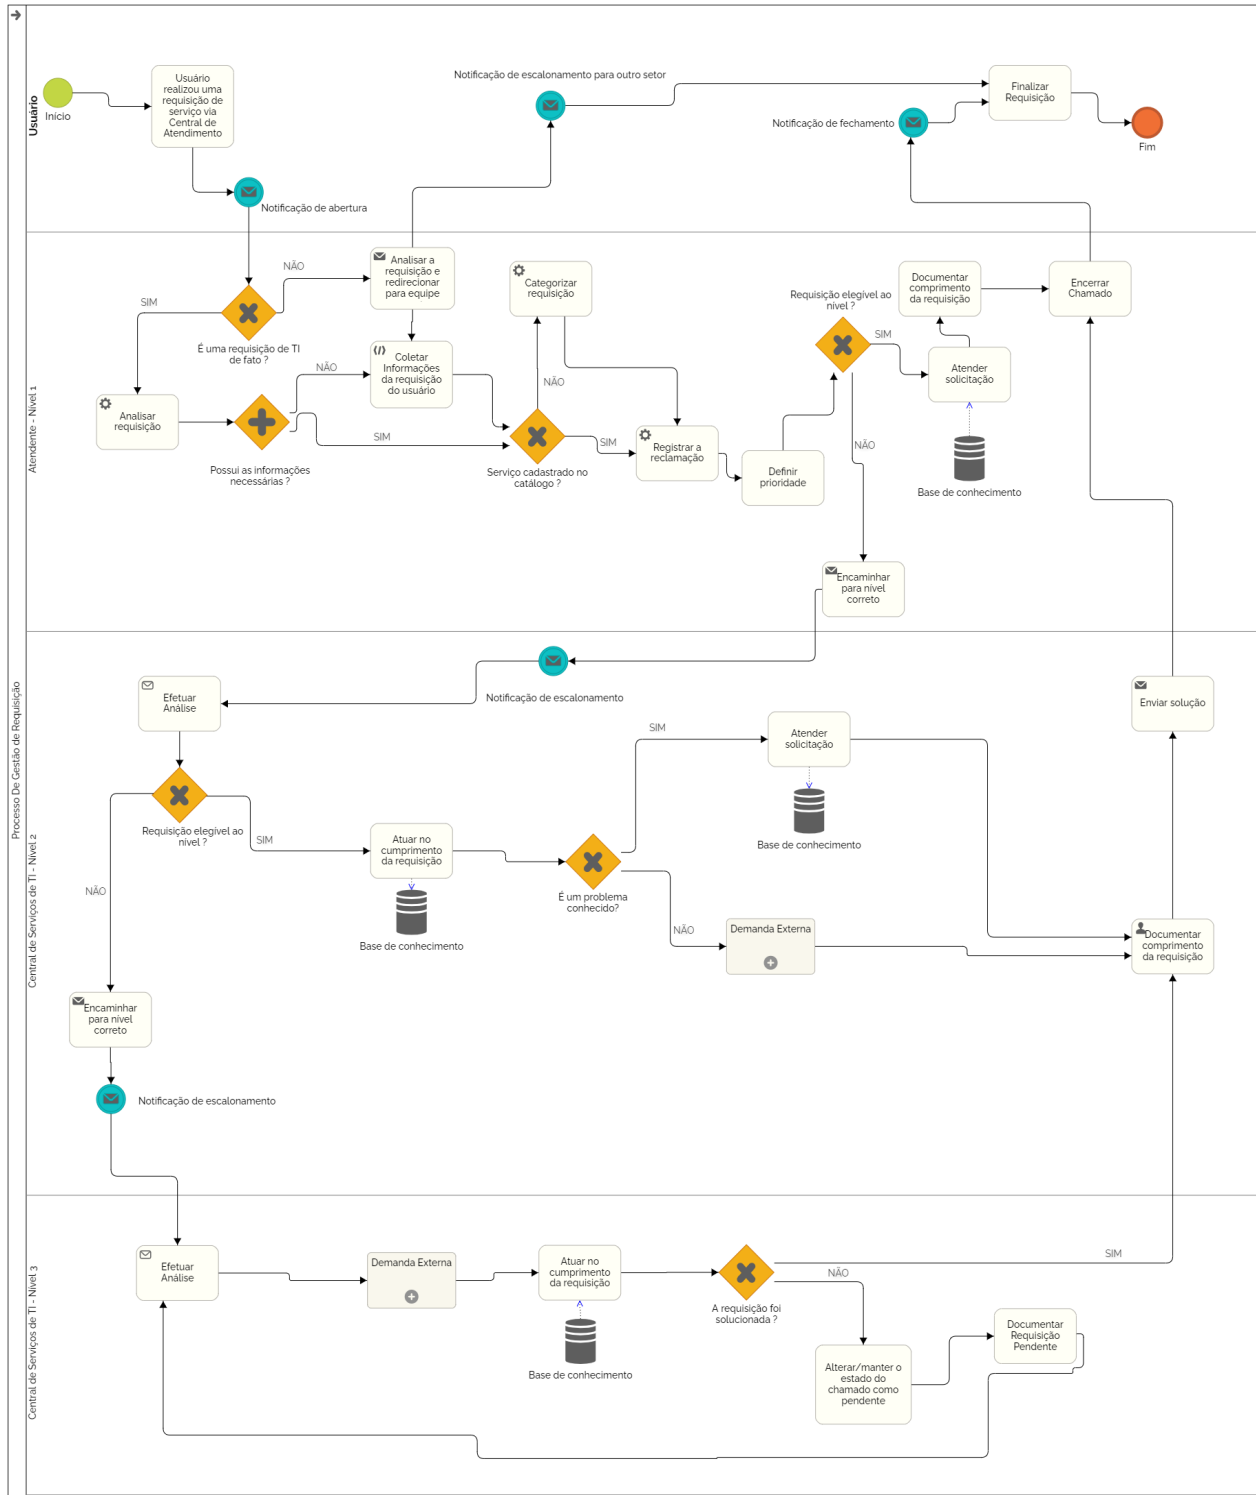 Processo De Gestão de Requisição
Usuário
Início
Usuário
realizou uma
requisição de
serviço via
Central de
Atendimento
Notificação de abertura
Notificação de escalonamento para outro setor
Notificação de fechamento
Finalizar
Requisição
Fim
Atendente - Nível 1
É uma requisição de TI
de fato ?
SIM
NÃO
Analisar a
requisição e
redirecionar
para equipe
Analisar
requisição
Possui as informações
necessárias ?
NÃO
SIM
Coletar
Informações
da requisição
do usuário
Categorizar
requisição
NÃO
SIM
Serviço cadastrado no
catálogo ?
Registrar a
reclamação
Definir
prioridade
Requisição elegível ao
nível ?
SIM
NÃO
Atender
solicitação
Base de conhecimento
Documentar
comprimento
da requisição
Encerrar
Chamado
Encaminhar
para nível
correto
Central de Serviços de TI - Nível 2
Notificação de escalonamento
Efetuar
Análise
Requisição elegível ao
nível ?
SIM
NÃO
Atuar no
cumprimento
da requisição
Base de conhecimento
É um problema
conhecido?
SIM
NÃO
Atender
solicitação
Base de conhecimento
Demanda Externa
Documentar
comprimento
da requisição
Enviar solução
Encaminhar
para nível
correto
Notificação de escalonamento
Central de Serviços de TI - Nível 3
Efetuar
Análise
Demanda Externa
Atuar no
cumprimento
da requisição
Base de conhecimento
A requisição foi
solucionada ?
SIM
NÃO
Alterar/manter o
estado do
chamado como
pendente
Documentar
Requisição
Pendente